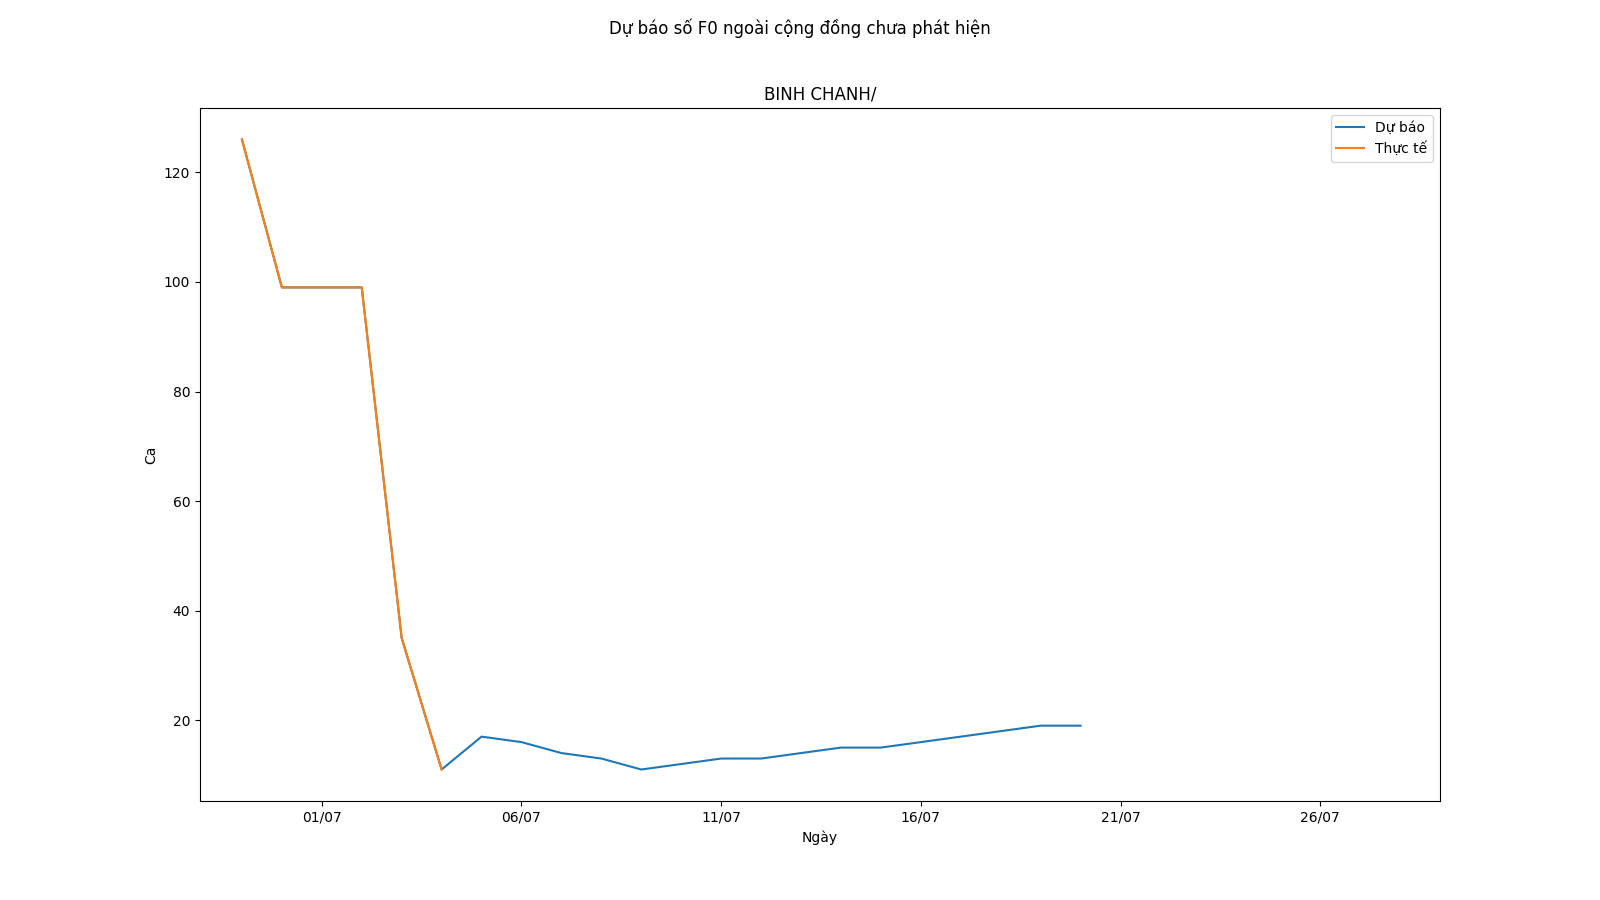 Dự báo số F0 ngoài cộng đồng chưa phát hiện
BINH CHANH/
Dự báo
Thực tế
120
100
80
60
40
20
Ca
01/07
06/07
11/07
16/07
21/07
26/07
Ngày